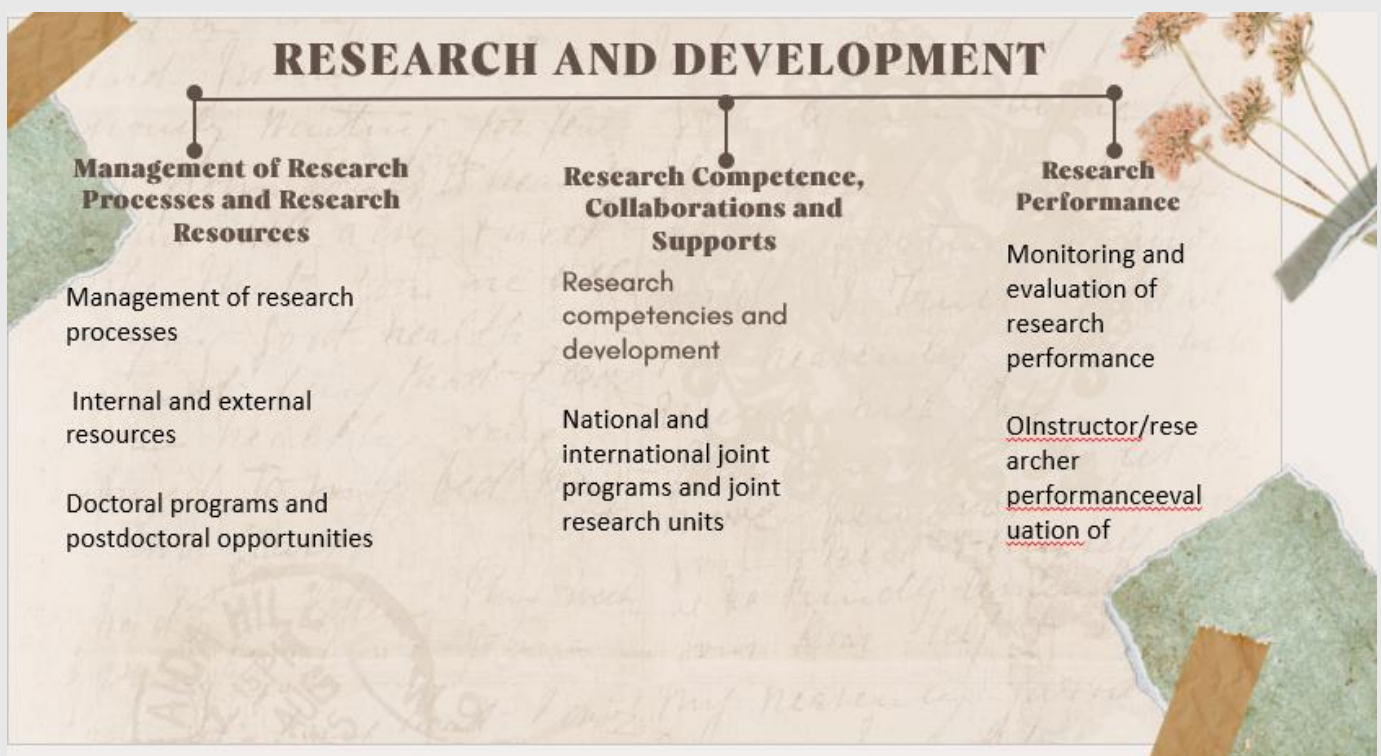 RESEARCH AND DEVELOPMENT
Management of Research
Processes and Research
Resources
Management of research
processes
Internal and external
resources
Doctoral programs and
postdoctoral opportunities
Research Competence,
Collaborations and
Supports
Research
competencies and
development
National and
international joint
programs and joint
research units
Research
Performance
Monitoring and
evaluation of
research
performance
OInstructor/rese
archer
performanceeval
uation of